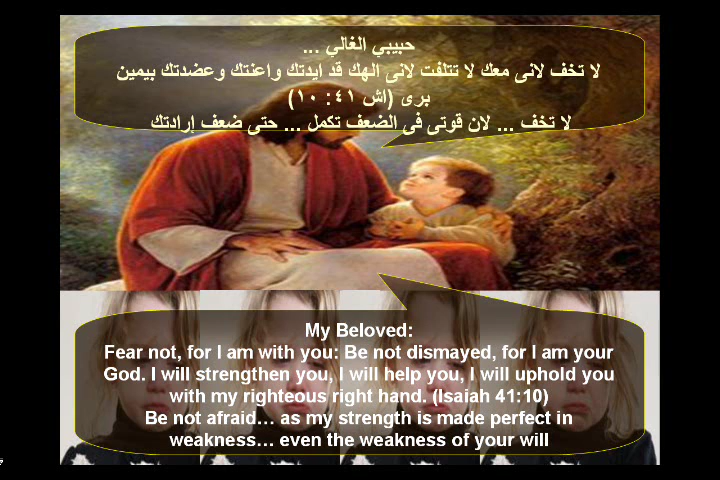 حبيبي الغالي ...
لا تخف لانى معك لا تتلفت لانى الهك قد ايدتك واعنتك وعضدتك بيمين
برى (اش ٤١: ١٠)
لا تخف ... لان قوتى فى الضعف تكمل ... حتى ضعف إرادتك
My Beloved:
Fear not, for I am with you: Be not dismayed, for I am your
God. I will strengthen you, I will help you, I will uphold you
with my righteous right hand. (Isaiah 41:10)
Be not afraid... as my strength is made perfect in
weakness... even the weakness of your will